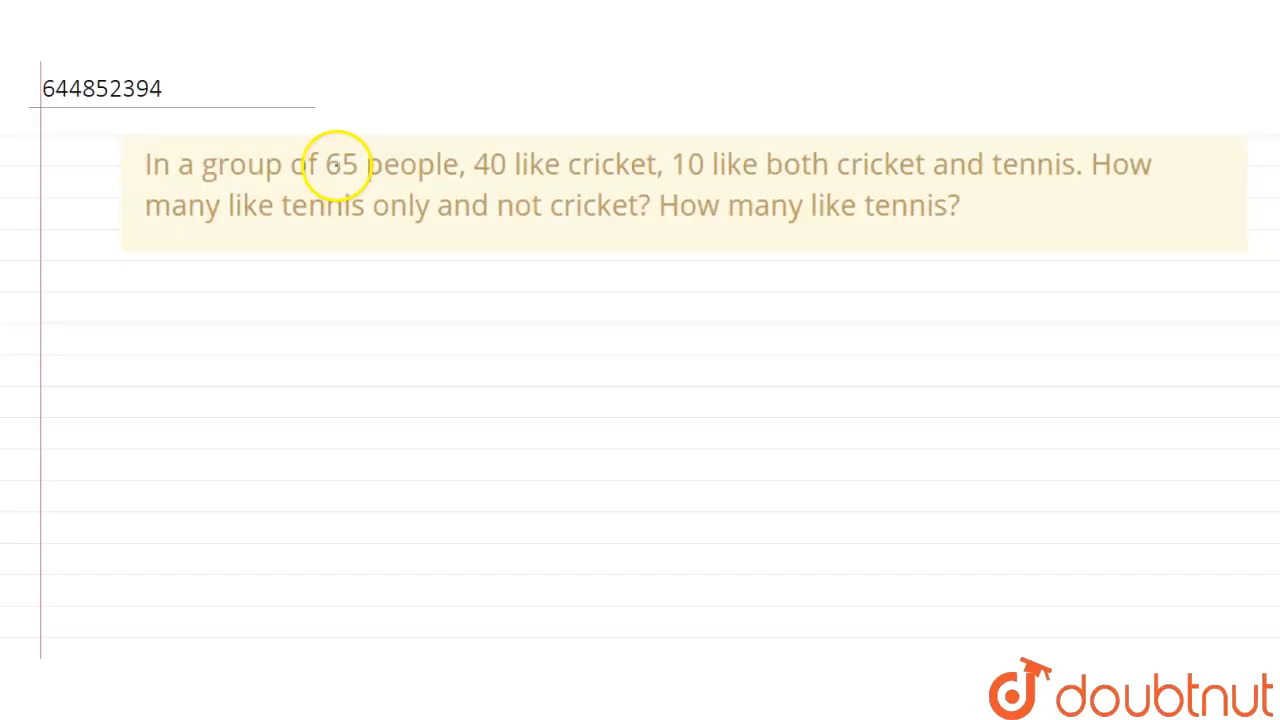 644852394
In a group of 65 people, 40 like cricket, 10 like both cricket and tennis. How
many like tennis only and not cricket? How many like tennis?
doubtnut